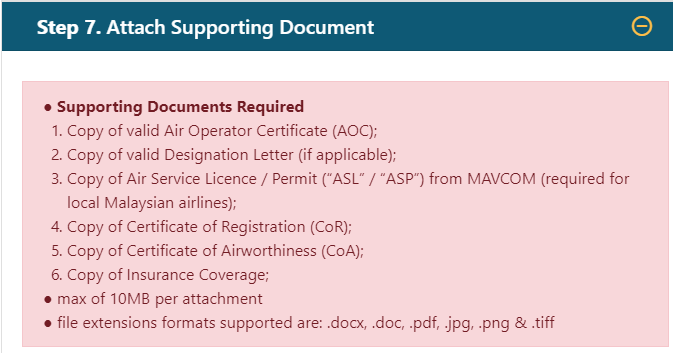 Step 7. Attach Supporting Document
● Supporting Documents Required
1. Copy of valid Air Operator Certificate (AOC);
2. Copy of valid Designation Letter (if applicable);
3. Copy of Air Service Licence / Permit (“ASL” / “ASP”) from MAVCOM (required for
local Malaysian airlines);
4. Copy of Certificate of Registration (CoR);
5. Copy of Certificate of Airworthiness (CoA);
6. Copy of Insurance Coverage;
● max of 10MB per attachment
● file extensions formats supported are: .docx, .doc, .pdf, .jpg, .png & .tiff